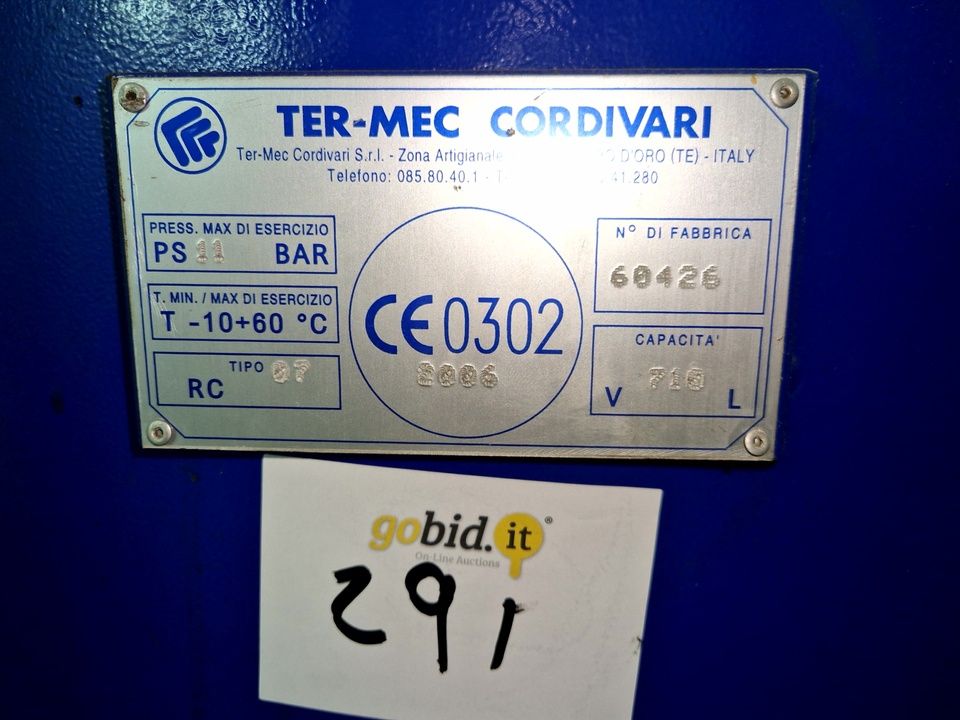 TER-MEC CORDIVARI
Ter-Mec Cordivari S.r.l. - Zona Artigianale D'ORO (TE) - ITALY
Telefono: 085.80.40.1 - 41.280
PRESS. MAX DI ESERCIZIO
PS 11 BAR
T. MIN. / MAX DI ESERCIZIO
T -10+60 °C
TIPO 07
RC
CE 0302
2006
N° DI FABBRICA
60426
CAPACITA'
V 710 L
gobid.it®
On-Line Auctions
291